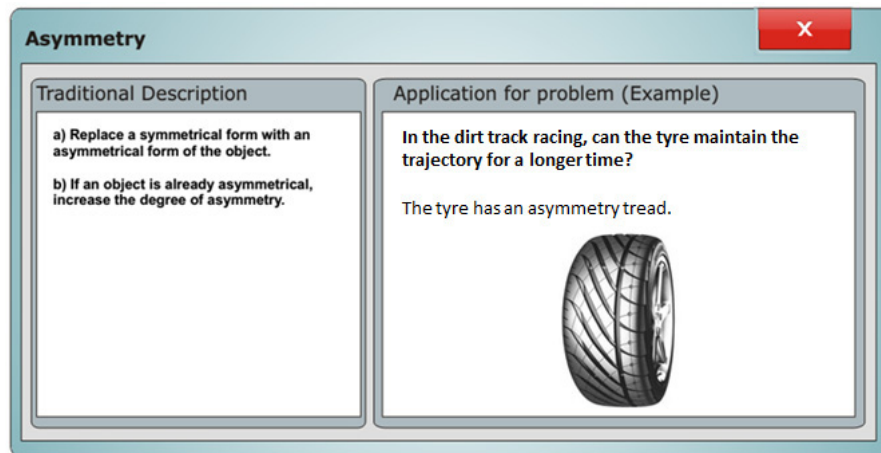 Asymmetry
X
Traditional Description
a) Replace a symmetrical form with an
asymmetrical form of the object.
b) If an object is already asymmetrical,
increase the degree of asymmetry.
Application for problem (Example)
In the dirt track racing, can the tyre maintain the
trajectory for a longer time?
The tyre has an asymmetry tread.